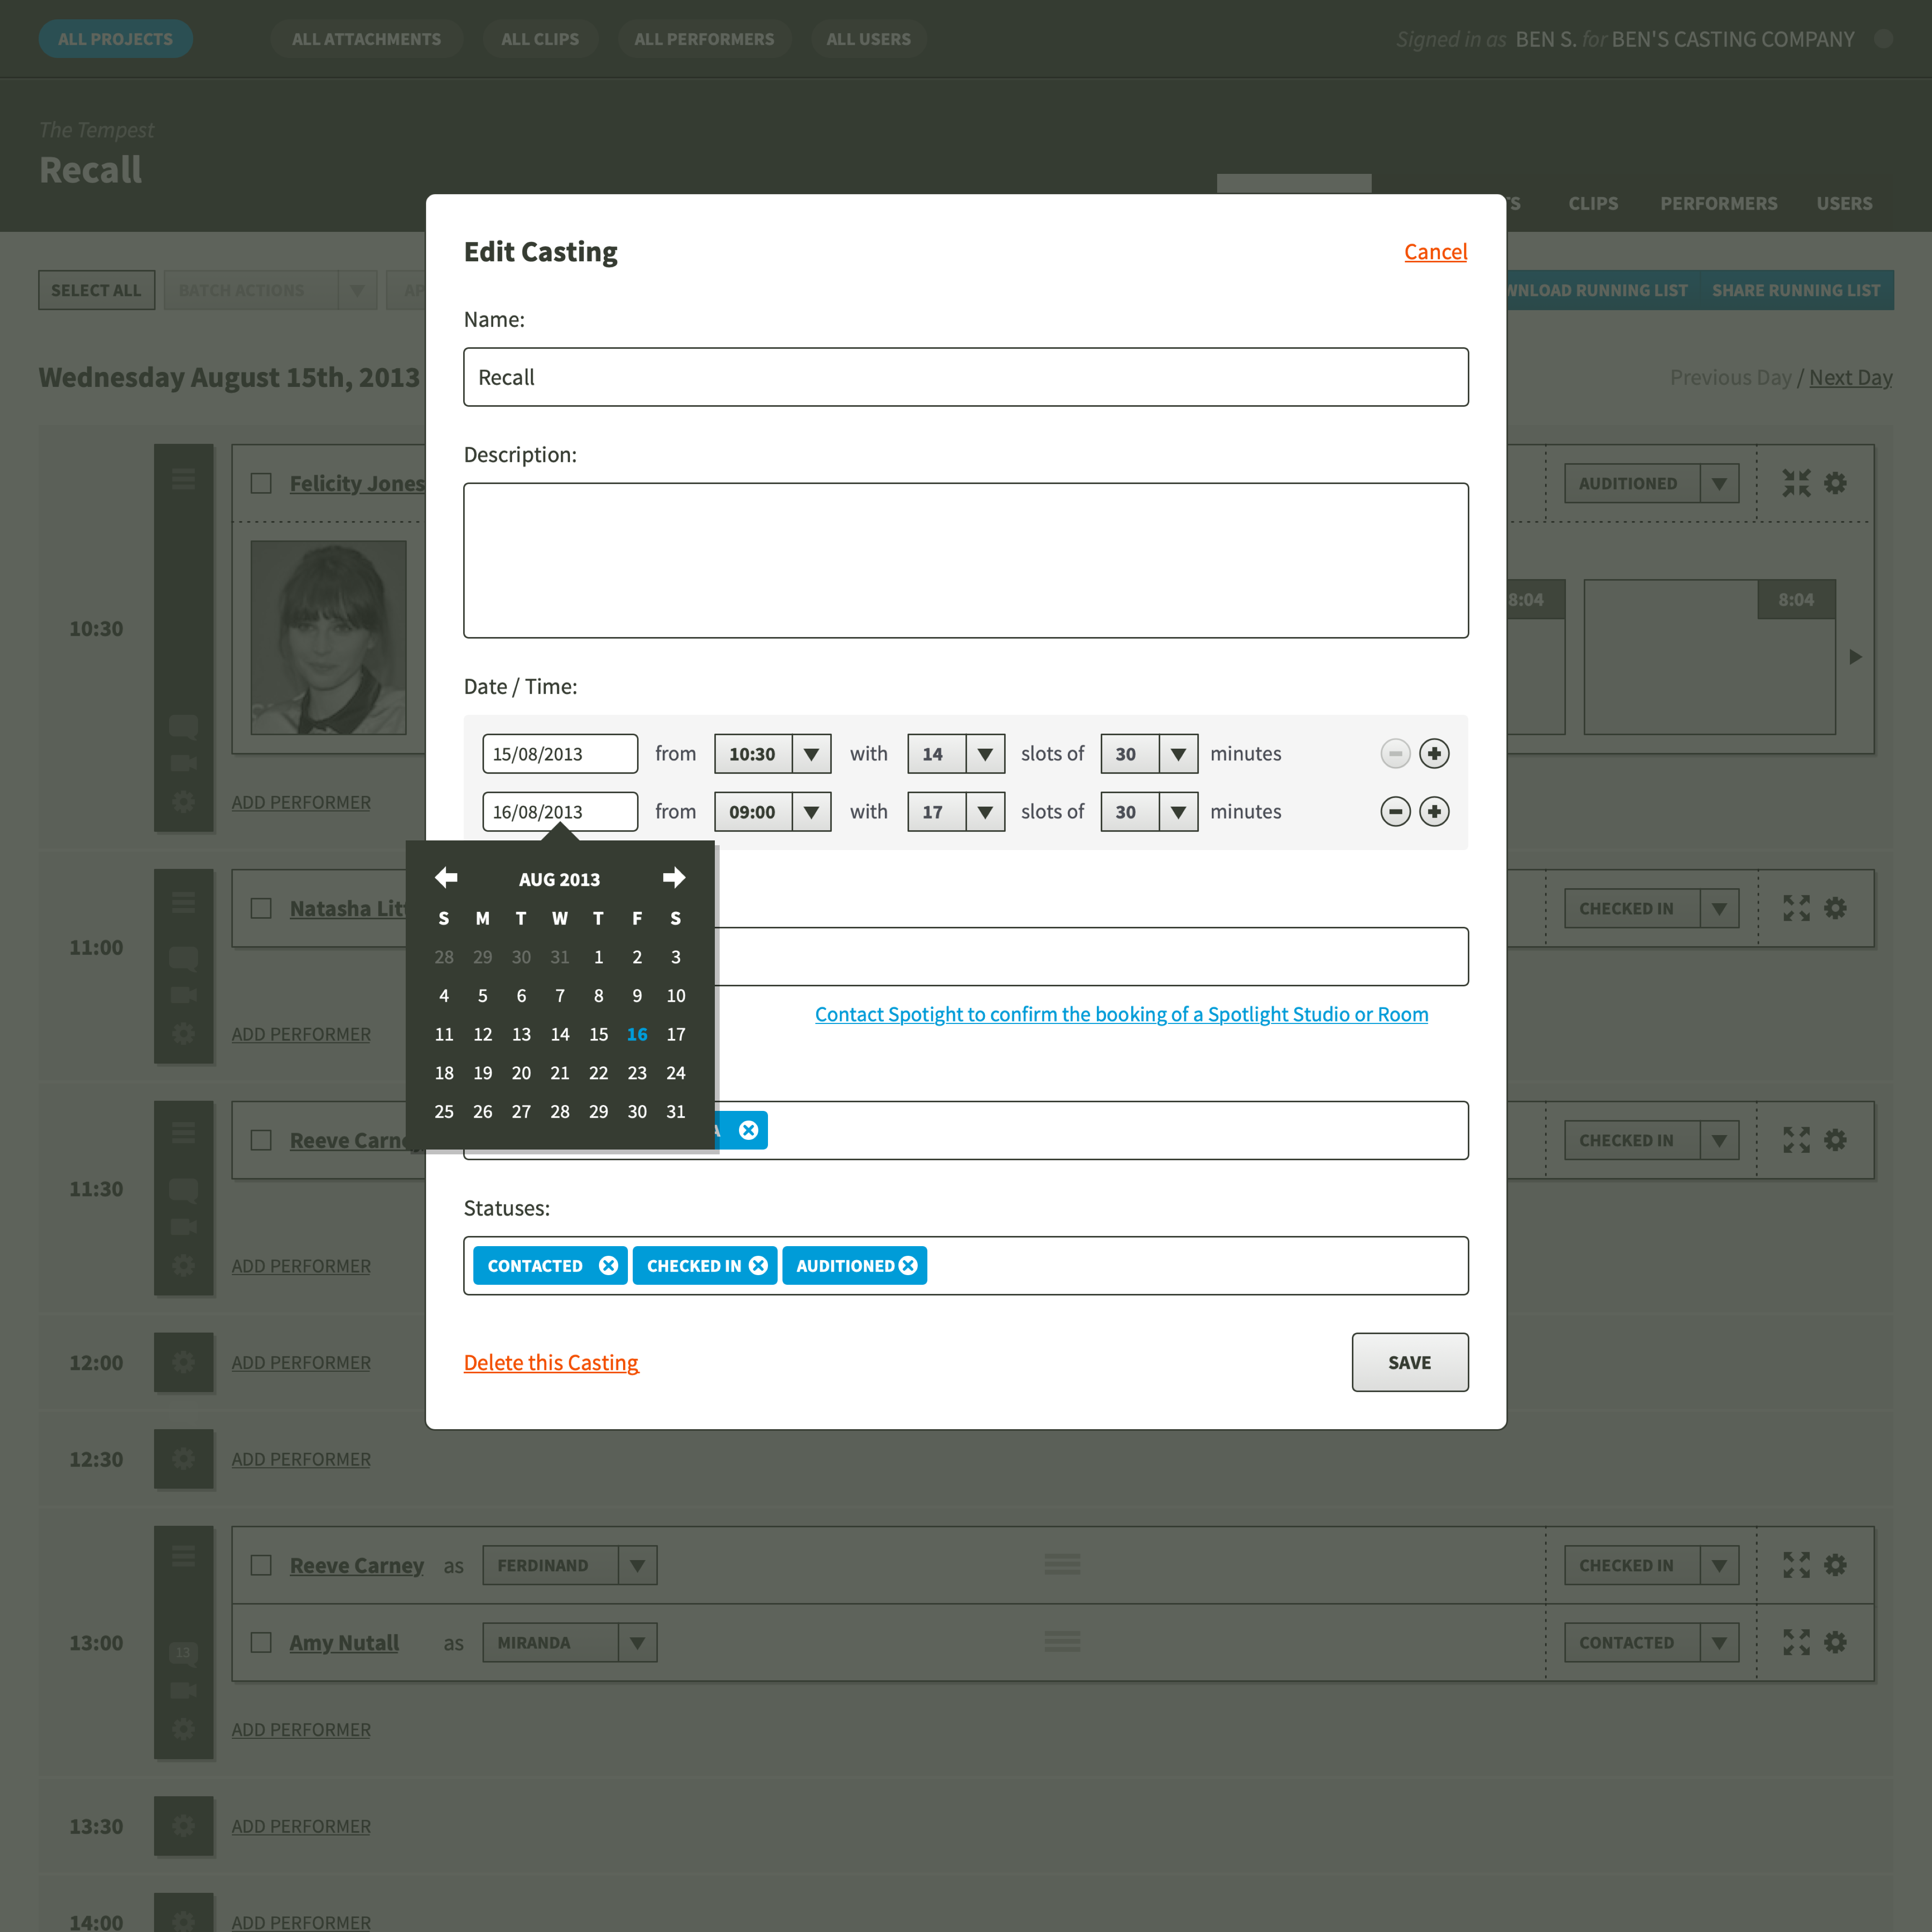 ALL PROJECTS ALL ATTACHMENTS ALL CLIPS ALL PERFORMERS ALL USERS Signed in as BEN S. for BEN'S CASTING COMPANY
The Tempest
Recall
CLIPS PERFORMERS USERS
Edit Casting Cancel
SELECT ALL BATCH ACTIONS RUNNING LIST SHARE RUNNING LIST
Name:
Recall
Wednesday August 15th, 2013 Previous Day / Next Day
Description:
Felicity Jones AUDITIONED
8:04 8:04
10:30
Date / Time:
15/08/2013 from 10:30 with 14 slots of 30 minutes
ADD PERFORMER
16/08/2013 from 09:00 with 17 slots of 30 minutes
AUG 2013
S M T W T F S
28 29 30 31 1 2 3
4 5 6 7 8 9 10
11 12 13 14 15 16 17
18 19 20 21 22 23 24
25 26 27 28 29 30 31
Natasha CHECKED IN
11:00
Contact Spotight to confirm the booking of a Spotlight Studio or Room
ADD PERFORMER
Reeve CHECKED IN
11:30
Statuses:
CONTACTED CHECKED IN AUDITIONED
ADD PERFORMER
Delete this Casting SAVE
12:00 ADD PERFORMER
12:30 ADD PERFORMER
Reeve Carney as FERDINAND CHECKED IN
13:00 Amy Nutall as MIRANDA CONTACTED
13
ADD PERFORMER
13:30 ADD PERFORMER
14:00 ADD PERFORMER